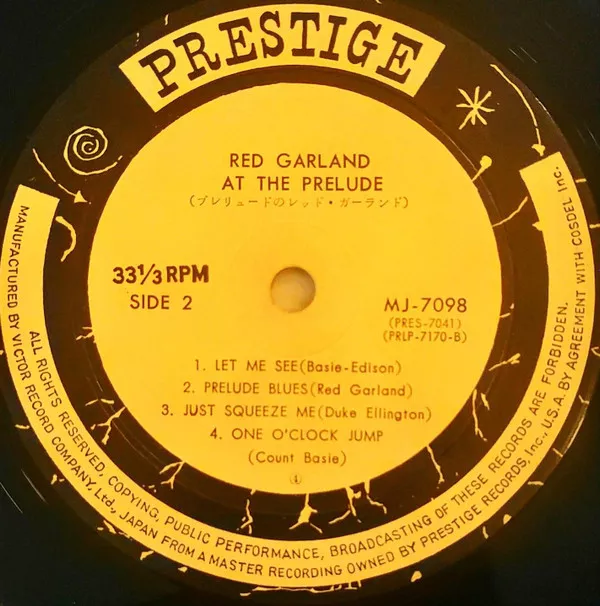 PRESTIGE
RED GARLAND
AT THE PRELUDE
(プレリュードのレッド・ガーランド)
33⅓ RPM
SIDE 2
MJ-7098
(PRES-7041)
(PRLP-7170-B)
1. LET ME SEE(Basie-Edison)
2. PRELUDE BLUES(Red Garland)
3. JUST SQUEEZE ME(Duke Ellington)
4. ONE O'CLOCK JUMP
(Count Basie)
ALL RIGHTS RESERVED, COPYING, PUBLIC PERFORMANCE, BROADCASTING OF THESE RECORDS ARE FORBIDDEN.
MANUFACTURED BY VICTOR RECORD COMPANY, Ltd., JAPAN FROM A MASTER RECORDING OWNED BY PRESTIGE RECORDS, Inc., U.S.A. BY AGREEMENT WITH COSDEL Inc.